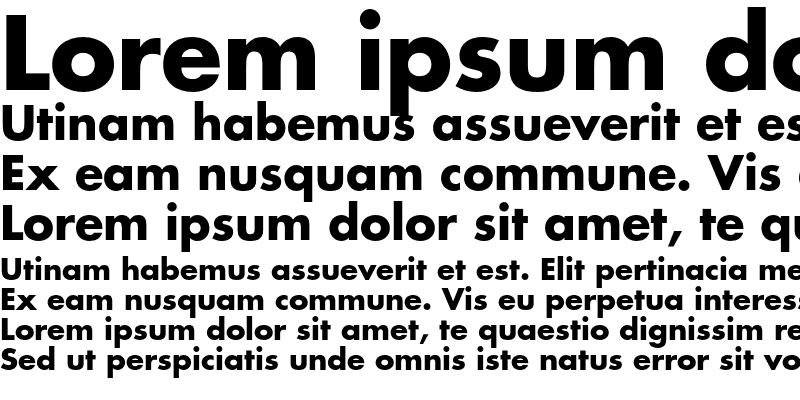 Lorem ipsum do
Utinam habemus assueverit et es
Ex eam nusquam commune. Vis
Lorem ipsum dolor sit amet, te qu
Utinam habemus assueverit et est. Elit pertinacia me
Ex eam nusquam commune. Vis eu perpetua interess
Lorem ipsum dolor sit amet, te quaestio dignissim re
Sed ut perspiciatis unde omnis iste natus error sit vo